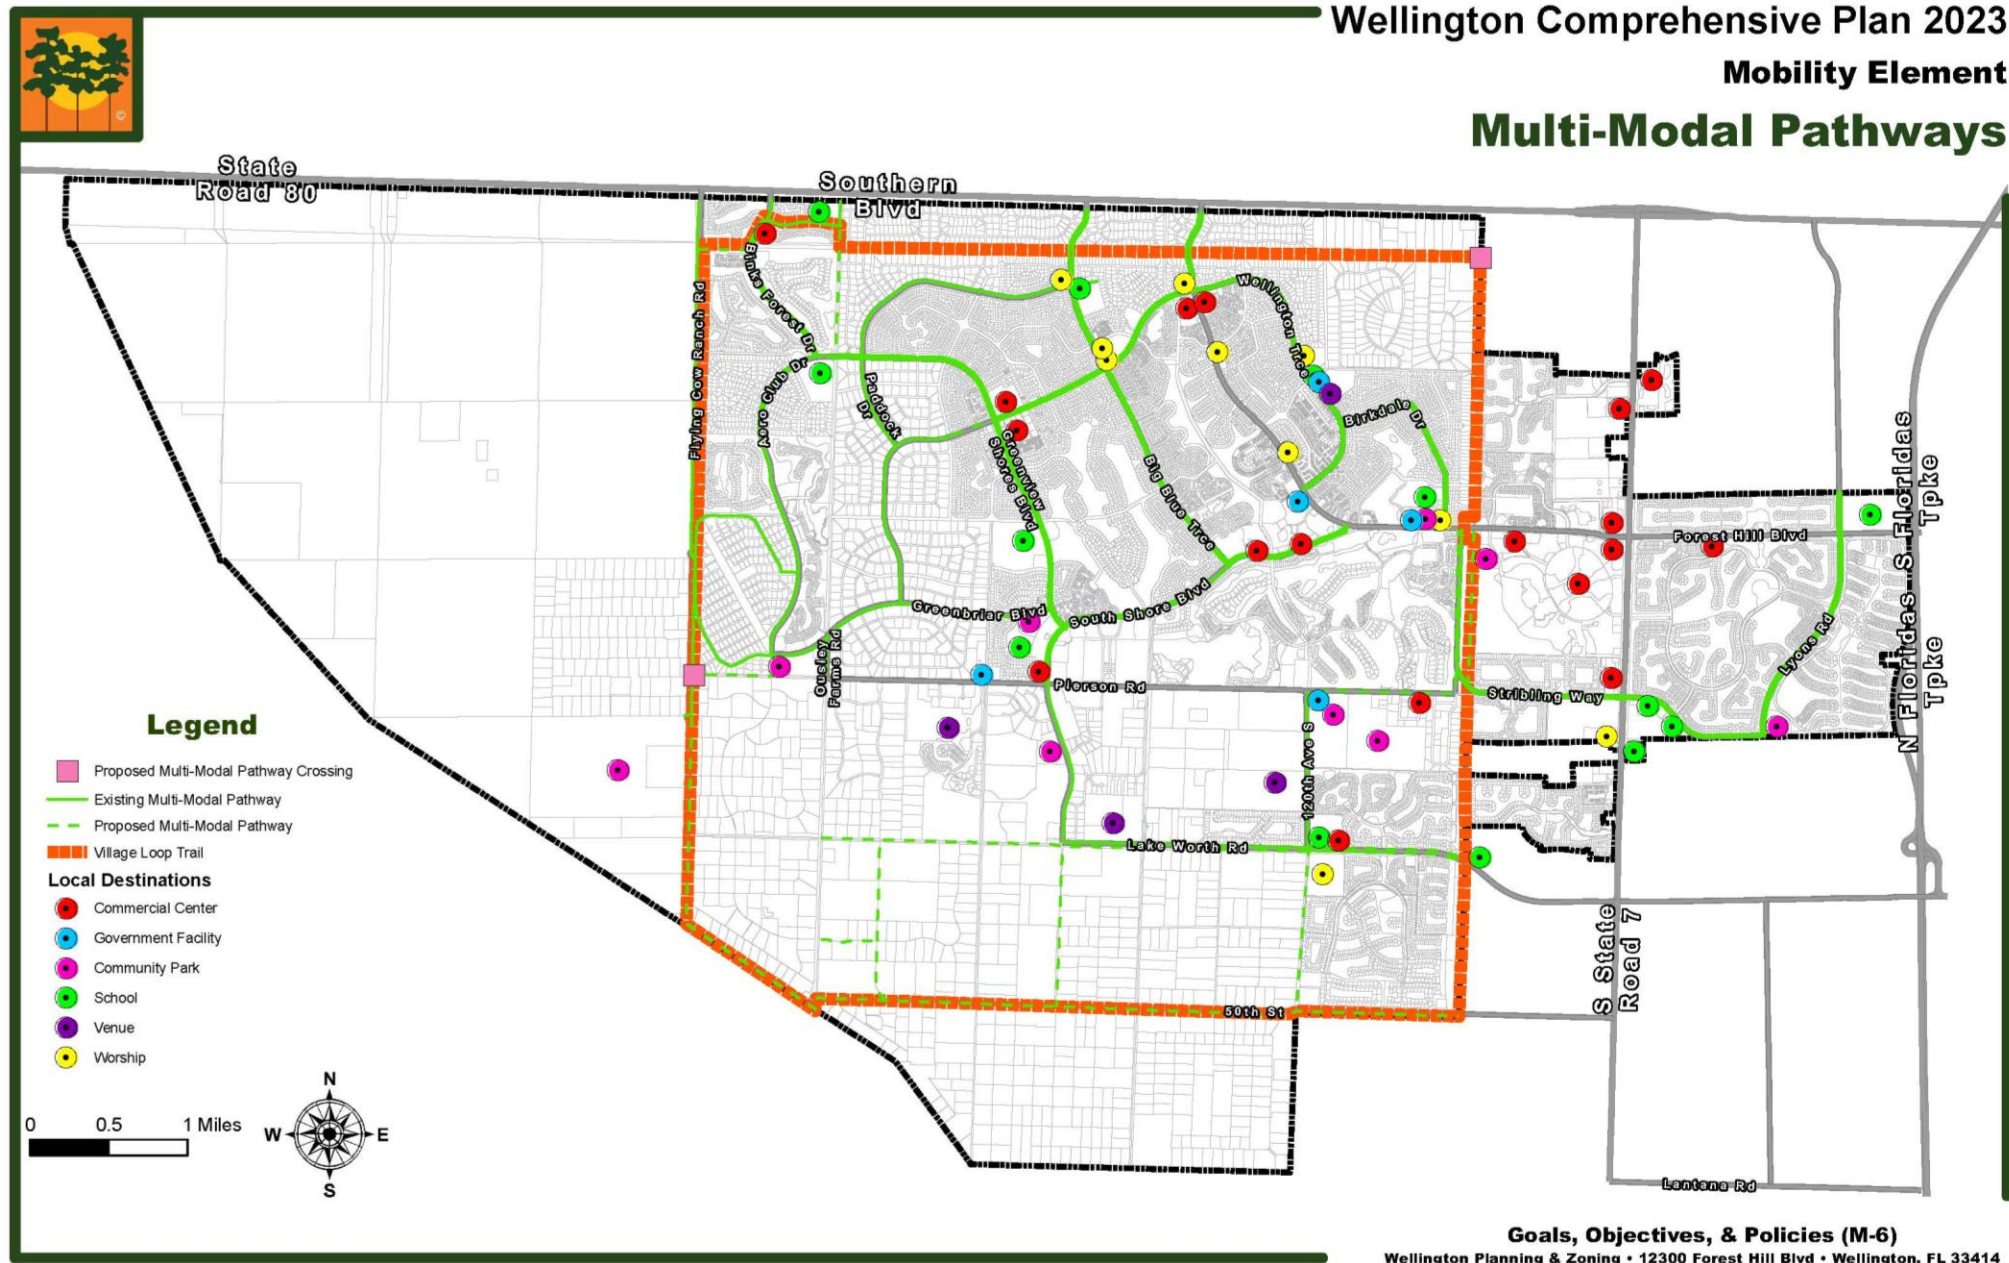 Wellington Comprehensive Plan 2023
Mobility Element
Multi-Modal Pathways
©
State
Road 80
Southern
Blvd
Flying Cow Ranch Rd
Binks Forest Dr
Aero Club Dr
Paddock
Dr
Wellington Trce
Birkdale Dr
Greenview
Shores Blvd
Big Blue Trce
Forest Hill Blvd
S Floridas
Tpke
Greenbriar Blvd
South Shore Blvd
Ousley
Farms Rd
Pierson Rd
Stribling Way
Lyons Rd
N Floridas
Tpke
120th Ave S
Lake Worth Rd
50th St
S State
Road 7
Lantana Rd
Legend
Proposed Multi-Modal Pathway Crossing
Existing Multi-Modal Pathway
Proposed Multi-Modal Pathway
Village Loop Trail
Local Destinations
Commercial Center
Government Facility
Community Park
School
Venue
Worship
0 0.5 1 Miles
N
W E
S
Goals, Objectives, & Policies (M-6)
Wellington Planning & Zoning • 12300 Forest Hill Blvd • Wellington, FL 33414